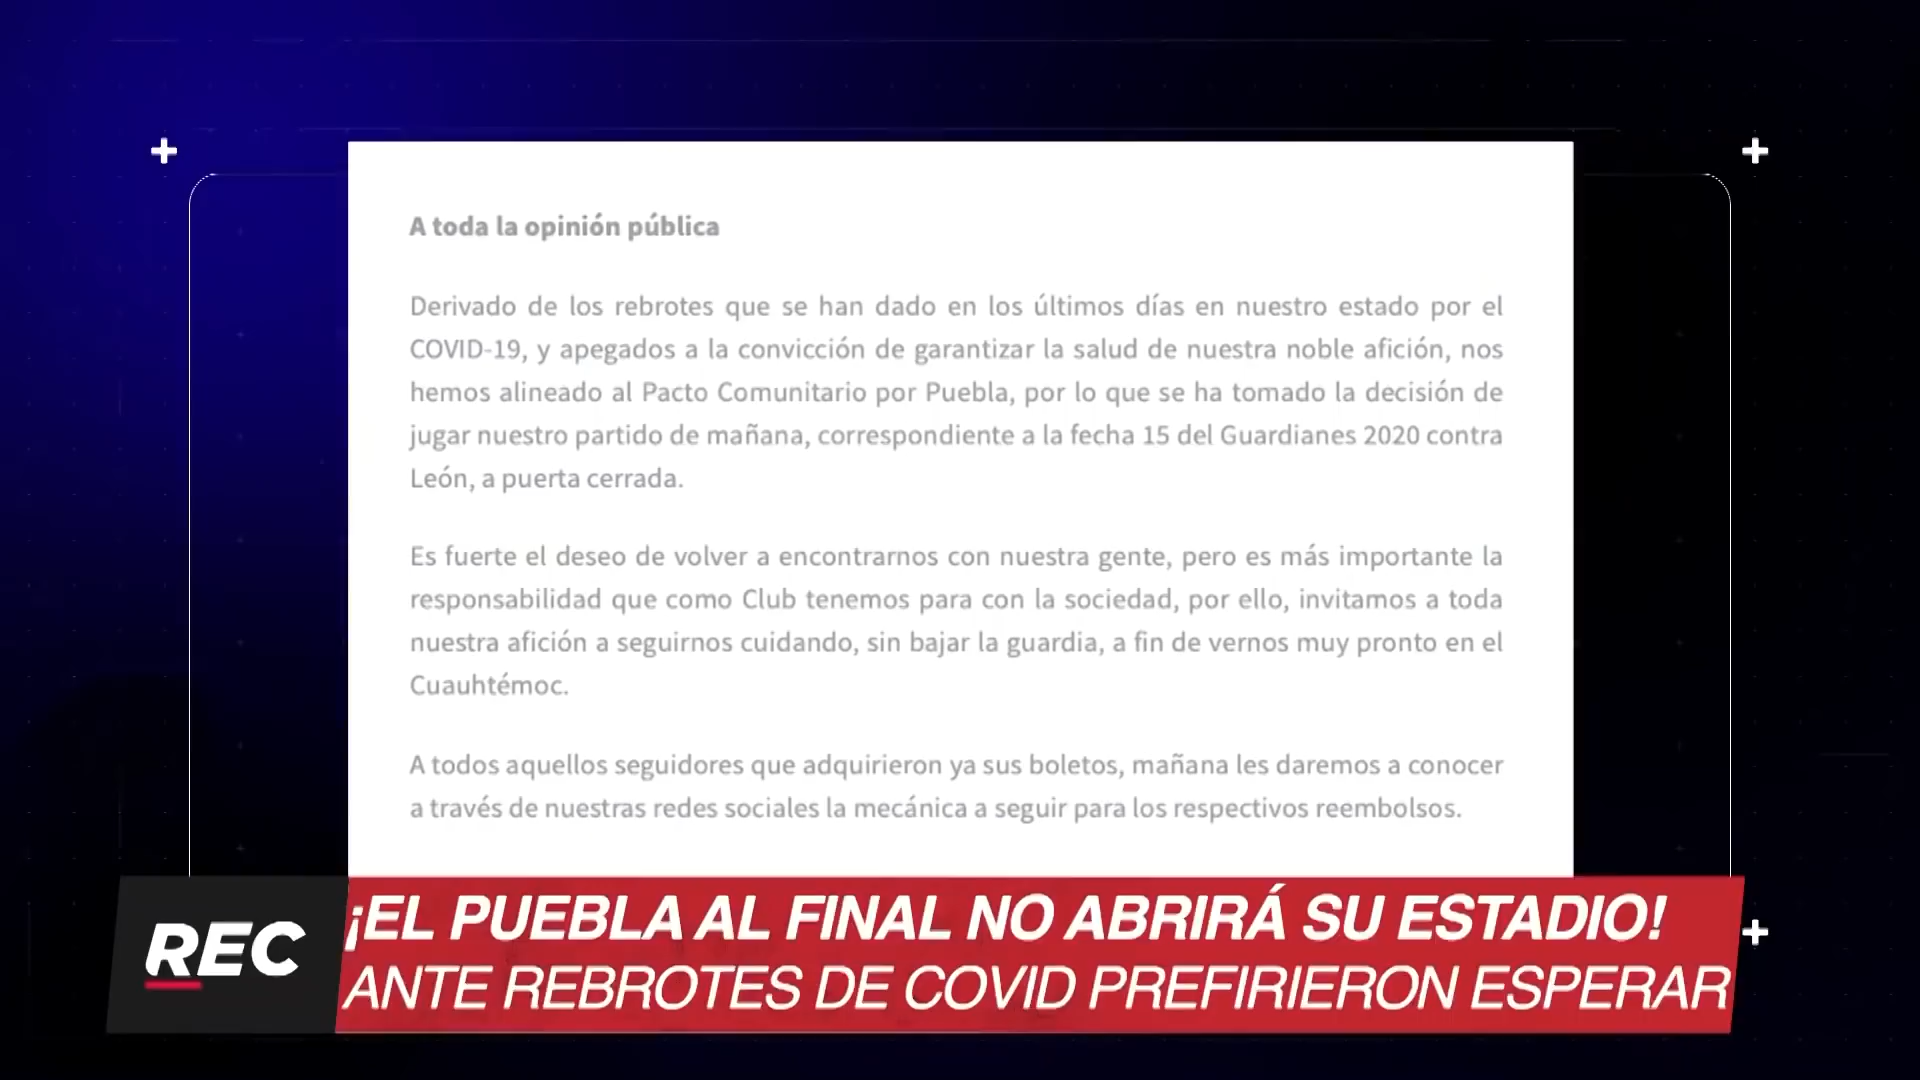 A toda la opinión pública
Derivado de los rebrotes que se han dado en los últimos días en nuestro estado por el
COVID-19, y apegados a la convicción de garantizar la salud de nuestra noble afición, nos
hemos alineado al Pacto Comunitario por Puebla, por lo que se ha tomado la decisión de
jugar nuestro partido de mañana, correspondiente a la fecha 15 del Guardianes 2020 contra
León, a puerta cerrada.
Es fuerte el deseo de volver a encontrarnos con nuestra gente, pero es más importante la
responsabilidad que como Club tenemos para con la sociedad, por ello, invitamos a toda
nuestra afición a seguirnos cuidando, sin bajar la guardia, a fin de vernos muy pronto en el
Cuauhtémoc.
A todos aquellos seguidores que adquirieron ya sus boletos, mañana les daremos a conocer
a través de nuestras redes sociales la mecánica a seguir para los respectivos reembolsos.
REC
¡EL PUEBLA AL FINAL NO ABRIRÁ SU ESTADIO!
ANTE REBROTES DE COVID PREFIRIERON ESPERAR